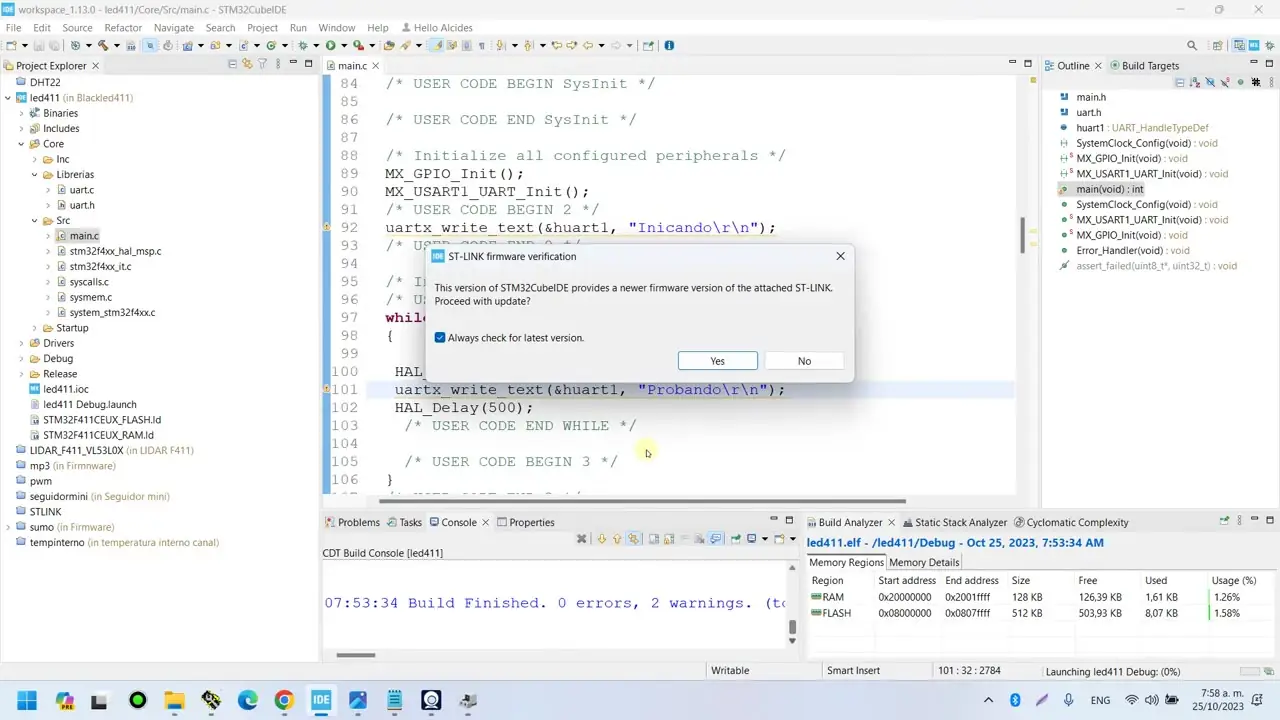 workspace_1.13.0 - led411/Core/Src/main.c - STM32CubeIDE
File Edit Source Refactor Navigate Search Project Run Window Help Hello Alcides
Project Explorer
DHT22
led411 (in Blackled411)
Binaries
Includes
Core
Inc
Librerias
uart.c
uart.h
Src
main.c
stm32f4xx_hal_msp.c
stm32f4xx_it.c
syscalls.c
sysmem.c
system_stm32f4xx.c
Startup
Drivers
Debug
Release
led411.ioc
led411 Debug.launch
STM32F411CEUX_FLASH.ld
STM32F411CEUX_RAM.ld
LIDAR_F411_VL53L0X (in LIDAR F411)
mp3 (in Firmnware)
pwm
seguidormini (in Seguidor mini)
STLINK
sumo (in Firmware)
tempinterno (in temperatura interno canal)
main.c
84 /* USER CODE BEGIN SysInit */
85
86 /* USER CODE END SysInit */
87
88 /* Initialize all configured peripherals */
89 MX_GPIO_Init();
90 MX_USART1_UART_Init();
91 /* USER CODE BEGIN 2 */
92 uartx_write_text(&huart1, "Inicando\r\n");
93
94
95
96
97
98 {
99
100 HAL_
101 uartx_write_text(&huart1, "Probando\r\n");
102 HAL_Delay(500);
103 /* USER CODE END WHILE */
104
105 /* USER CODE BEGIN 3 */
106 }
IDE ST-LINK firmware verification
This version of STM32CubeIDE provides a newer firmware version of the attached ST-LINK.
Proceed with update?
Always check for latest version.
Yes No
Outline Build Targets
main.h
uart.h
huart1 : UART_HandleTypeDef
SystemClock_Config(void) : void
MX_GPIO_Init(void) : void
MX_USART1_UART_Init(void) : void
main(void) : int
SystemClock_Config(void) : void
MX_USART1_UART_Init(void) : void
MX_GPIO_Init(void) : void
Error_Handler(void) : void
assert_failed(uint8_t*, uint32_t) : void
Problems Tasks Console Properties
CDT Build Console [led411]
07:53:34 Build Finished. 0 errors, 2 warnings. (to
Build Analyzer Static Stack Analyzer Cyclomatic Complexity
led411.elf - /led411/Debug - Oct 25, 2023, 7:53:34 AM
Memory Regions Memory Details
Region Start address End address Size Free Used Usage (%)
RAM 0x20000000 0x2001ffff 128 KB 126,39 KB 1,61 KB 1.26%
FLASH 0x08000000 0x0807ffff 512 KB 503,93 KB 8,07 KB 1.58%
Writable Smart Insert 101 : 32 : 2784 Launching led411 Debug: (0%)
IDE
ENG
7:58 a. m.
25/10/2023